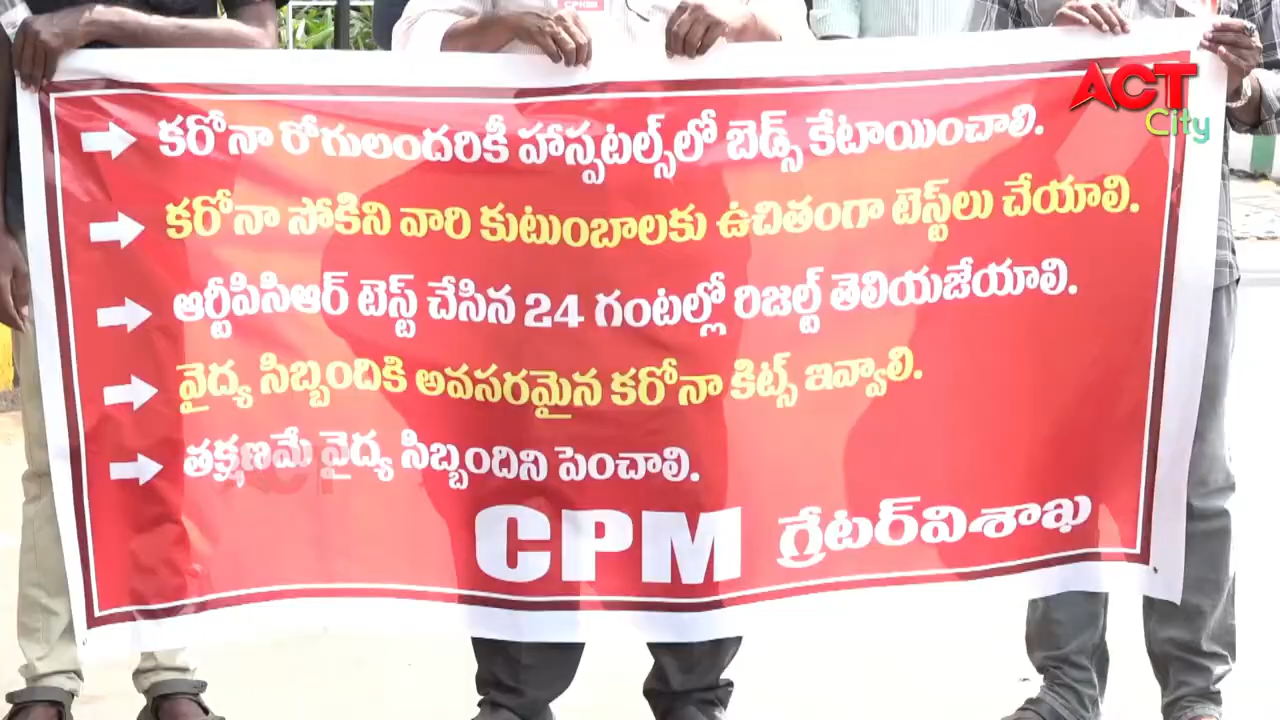 CPKM
ACT
City
కరోనా రోగులందరికీ హాస్పటల్స్‌లో బెడ్స్ కేటాయించాలి.
కరోనా సోకిని వారి కుటుంబాలకు ఉచితంగా టెస్ట్‌లు చేయాలి.
ఆర్టీపిసిఆర్ టెస్ట్ చేసిన 24 గంటల్లో రిజల్ట్ తెలియజేయాలి.
వైద్య సిబ్బందికి అవసరమైన కరోనా కిట్స్ ఇవ్వాలి.
తక్షణమే వైద్య సిబ్బందిని పెంచాలి.
CPM గ్రేటర్‌విశాఖ